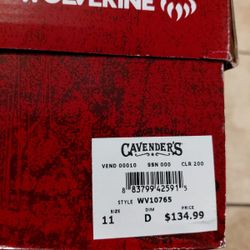 WOLVERINE
CAVENDER'S
VEND 00010 SSN 000 CLR 200
8 83799 42591 5
STYLE WV10765
SIZE DIM PRICE
11 D $134.99